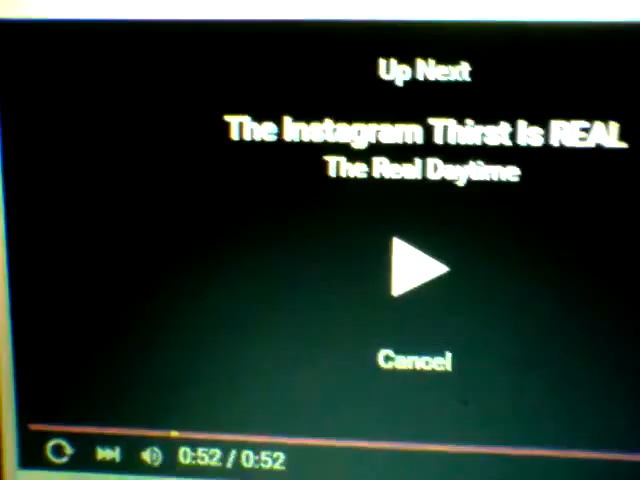 Up Next
The Instagram Thirst Is REAL
The Real Daytime
Cancel
0:52 / 0:52